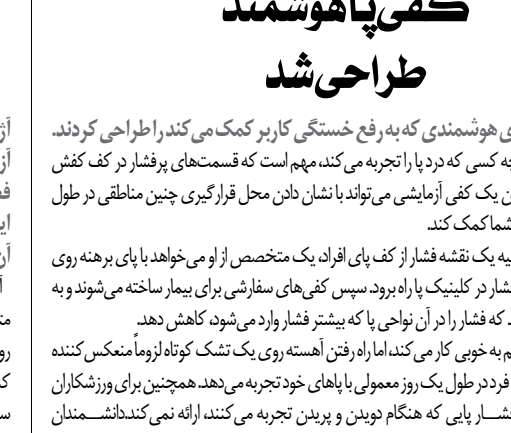 کفی‌پا هوشمند
طراحی‌شد
هوشمندی که به رفع خستگی کاربر کمک می‌کند را طراحی کردند.
چه کسی که درد پا را تجربه می‌کند، مهم است که قسمت‌های پرفشار در کف کفش
یک کفی آزمایشی می‌تواند با نشان دادن محل قرارگیری چنین مناطقی در طول
شما کمک کند.
یک نقشه فشار از کف پای افراد، یک متخصص از او می‌خواهد با پای برهنه روی
در کلینیک پا راه برود. سپس کفی‌های سفارشی برای بیمار ساخته می‌شوند و به
که فشار را در آن نواحی پا که بیشتر فشار وارد می‌شود، کاهش دهد.
به خوبی کار می‌کند، اما راه رفتن آهسته روی یک تشک کوتاه لزوماً منعکس کننده
فرد در طول یک روز معمولی با پاهای خود تجربه می‌دهد. همچنین برای ورزشکاران
پایی که هنگام دویدن و پریدن تجربه می‌کنند، ارائه نمی‌کند.دانشــمندان